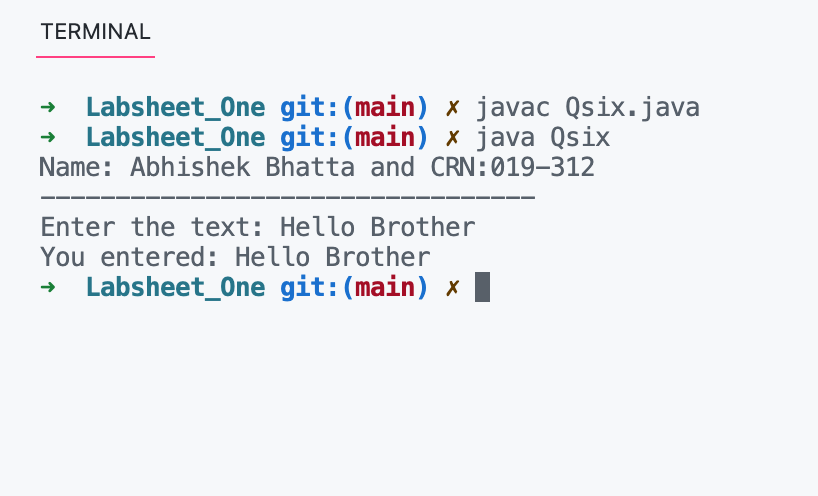 TERMINAL
➜ Labsheet_One git:(main) ✗ javac Qsix.java
➜ Labsheet_One git:(main) ✗ java Qsix
Name: Abhishek Bhatta and CRN:019-312
---------------------------------
Enter the text: Hello Brother
You entered: Hello Brother
➜ Labsheet_One git:(main) ✗